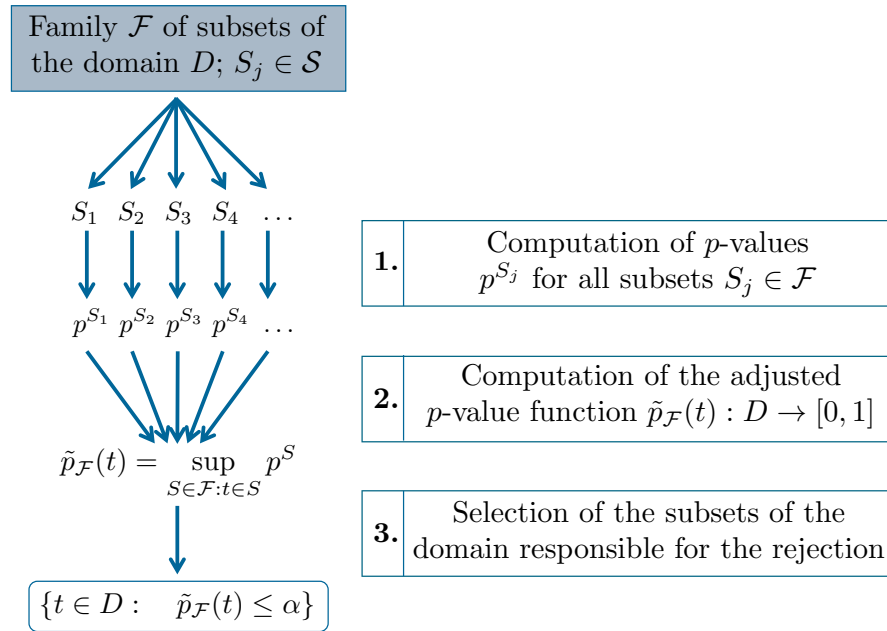 Family ℱ of subsets of
the domain D; S_j ∈ 𝒮
S_1 S_2 S_3 S_4 …
p^{S_1} p^{S_2} p^{S_3} p^{S_4} …
p̃_ℱ(t) = sup_{S∈ℱ:t∈S} p^S
{t ∈ D : p̃_ℱ(t) ≤ α}
1. Computation of p-values
p^{S_j} for all subsets S_j ∈ ℱ
2. Computation of the adjusted
p-value function p̃_ℱ(t) : D → [0, 1]
3. Selection of the subsets of the
domain responsible for the rejection